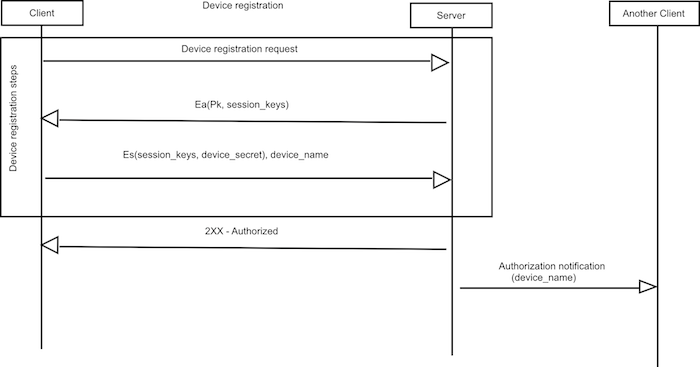 Device registration
Client
Server
Another Client
Device registration steps
Device registration request
Ea(Pk, session_keys)
Es(session_keys, device_secret), device_name
2XX - Authorized
Authorization notification
(device_name)